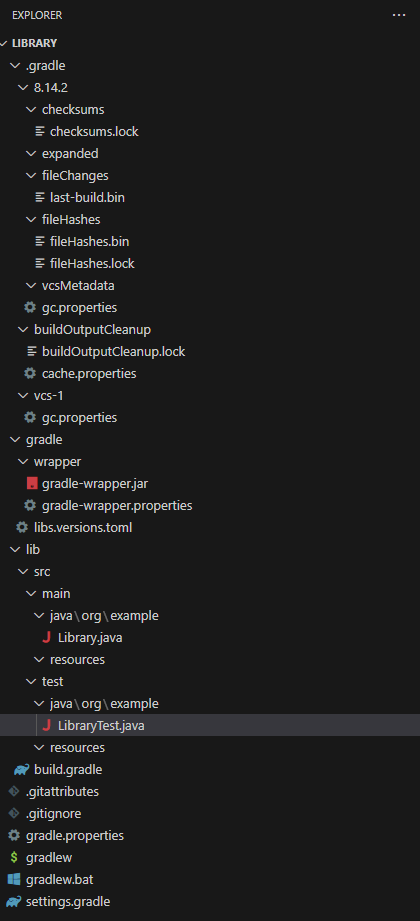 EXPLORER
LIBRARY
.gradle
8.14.2
checksums
checksums.lock
expanded
fileChanges
last-build.bin
fileHashes
fileHashes.bin
fileHashes.lock
vcsMetadata
gc.properties
buildOutputCleanup
buildOutputCleanup.lock
cache.properties
vcs-1
gc.properties
gradle
wrapper
gradle-wrapper.jar
gradle-wrapper.properties
libs.versions.toml
lib
src
main
java\org\example
Library.java
resources
test
java\org\example
LibraryTest.java
resources
build.gradle
.gitattributes
.gitignore
gradle.properties
gradlew
gradlew.bat
settings.gradle